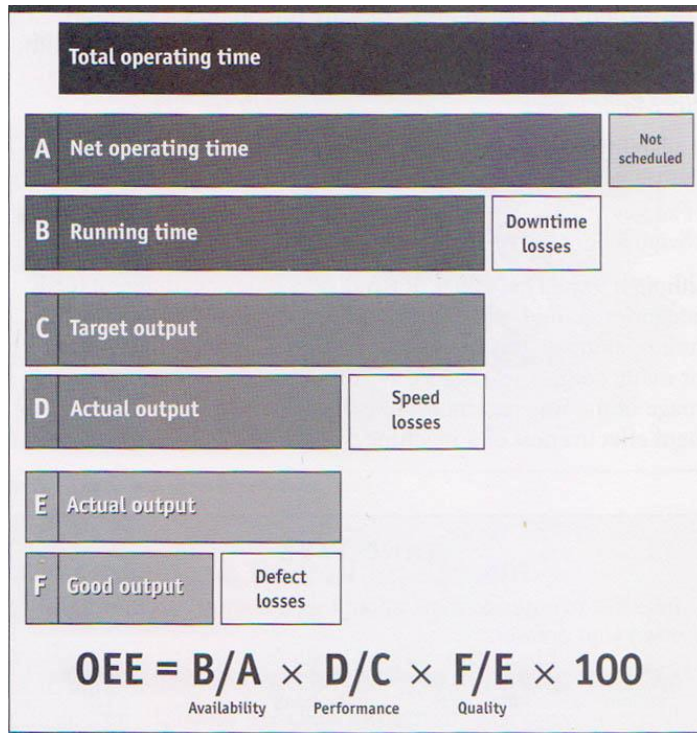 Total operating time
A Net operating time
Not
scheduled
B Running time
Downtime
losses
C Target output
D Actual output
Speed
losses
E Actual output
F Good output
Defect
losses
OEE = B/A × D/C × F/E × 100
Availability Performance Quality